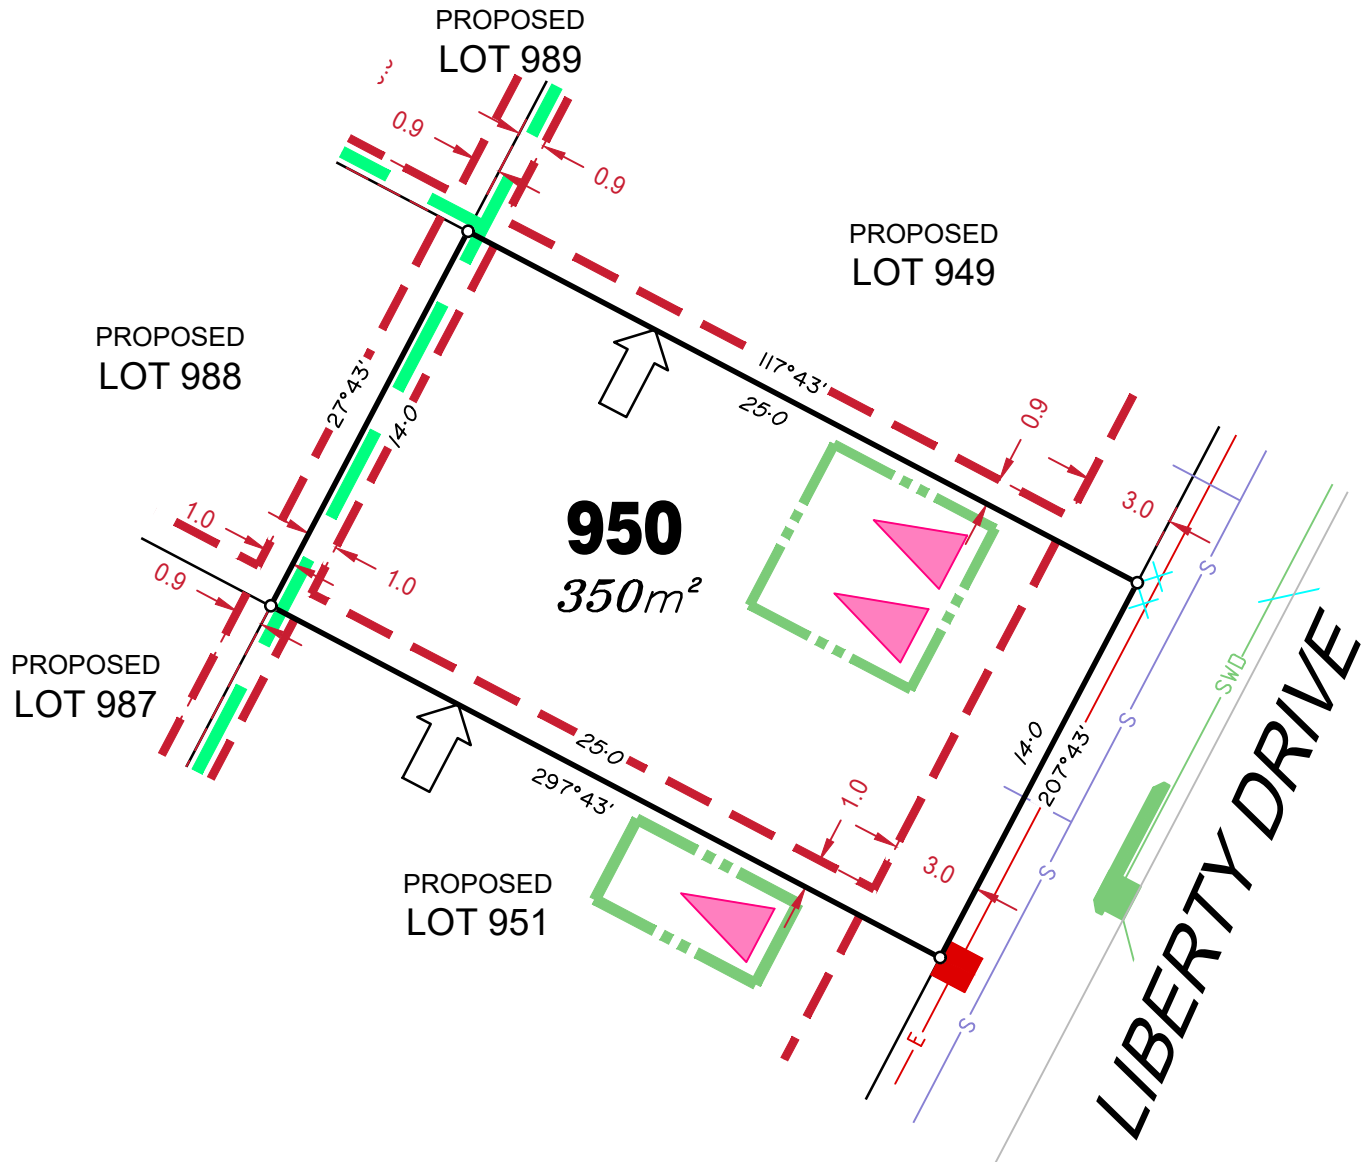 PROPOSED
LOT 989
0.9
0.9
PROPOSED
LOT 949
PROPOSED
LOT 988
117°43'
25·0
27°43'
14·0
0.9
3.0
950
350m²
1.0
1.0
0.9
S
PROPOSED
LOT 987
SWD
25·0
297°43'
14·0
207°43'
S
1.0
3.0
S
PROPOSED
LOT 951
LIBERTY DRIVE
E
S